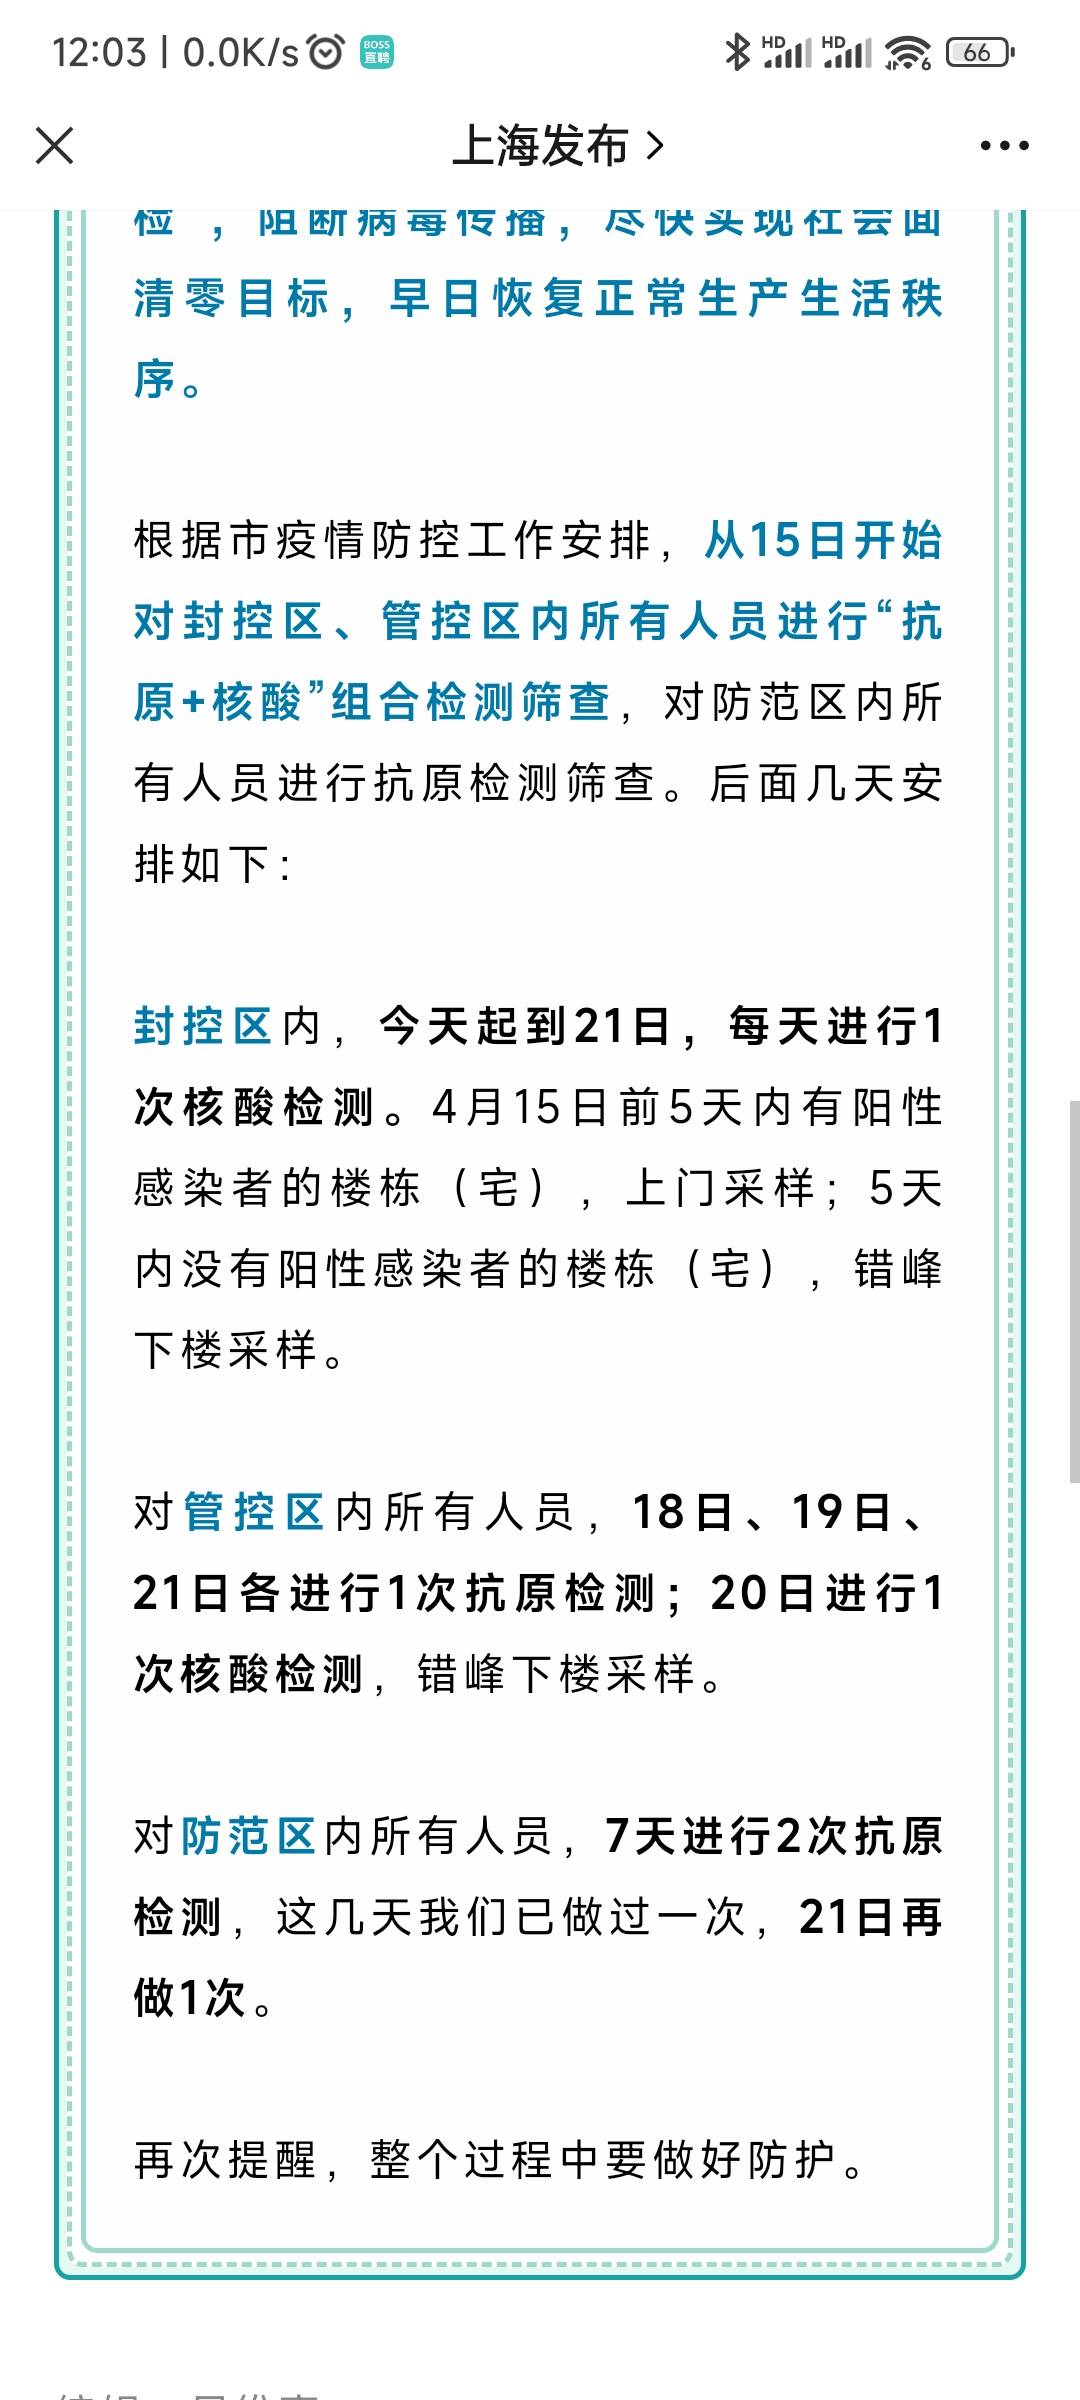 12:03 | 0.0K/s BOSS 直聘 HD HD 6 66
上海发布
检，阻断病毒传播，尽快实现社会面
清零目标，早日恢复正常生产生活秩
序。
根据市疫情防控工作安排，从15日开始
对封控区、管控区内所有人员进行“抗
原+核酸”组合检测筛查，对防范区内所
有人员进行抗原检测筛查。后面几天安
排如下：
封控区内，今天起到21日，每天进行1
次核酸检测。4月15日前5天内有阳性
感染者的楼栋（宅），上门采样；5天
内没有阳性感染者的楼栋（宅），错峰
下楼采样。
对管控区内所有人员，18日、19日、
21日各进行1次抗原检测；20日进行1
次核酸检测，错峰下楼采样。
对防范区内所有人员，7天进行2次抗原
检测，这几天我们已做过一次，21日再
做1次。
再次提醒，整个过程中要做好防护。